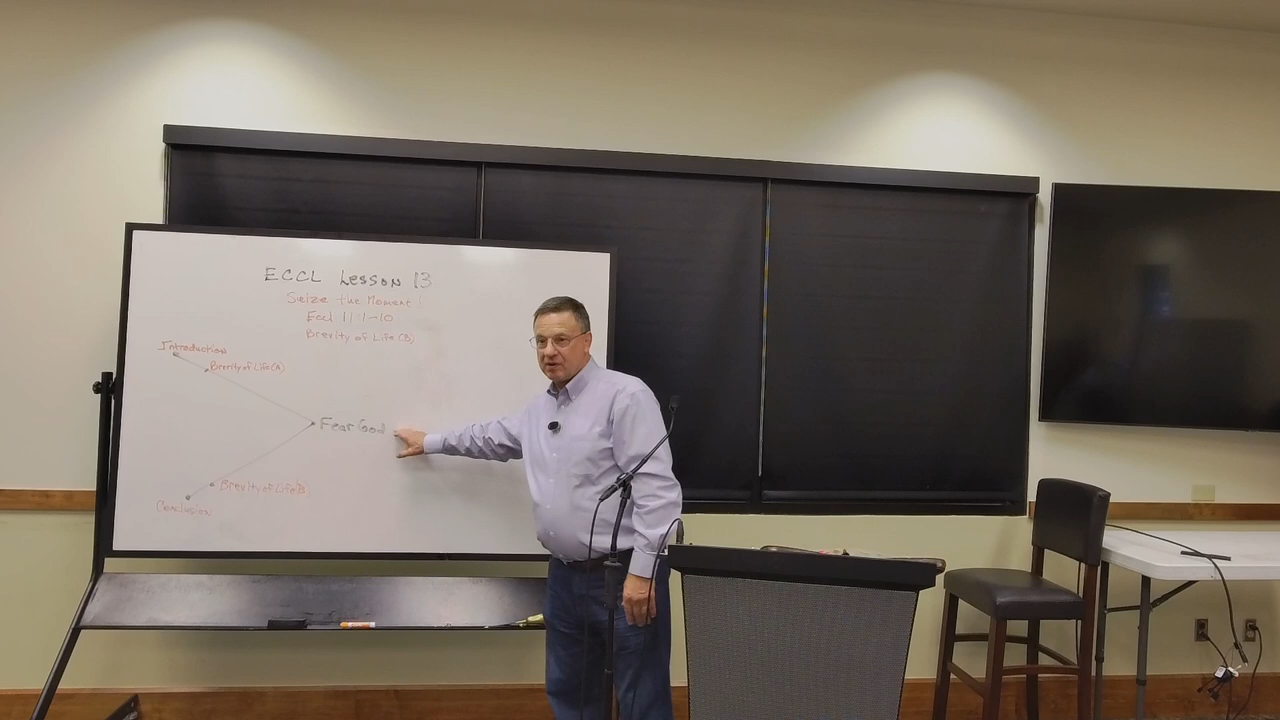 ECCL Lesson 13
Seize the Moment!
Eccl 11:1-10
Brevity of Life (B)
Introduction
Brevity of Life (A)
Fear God
Brevity of Life (B)
Conclusion